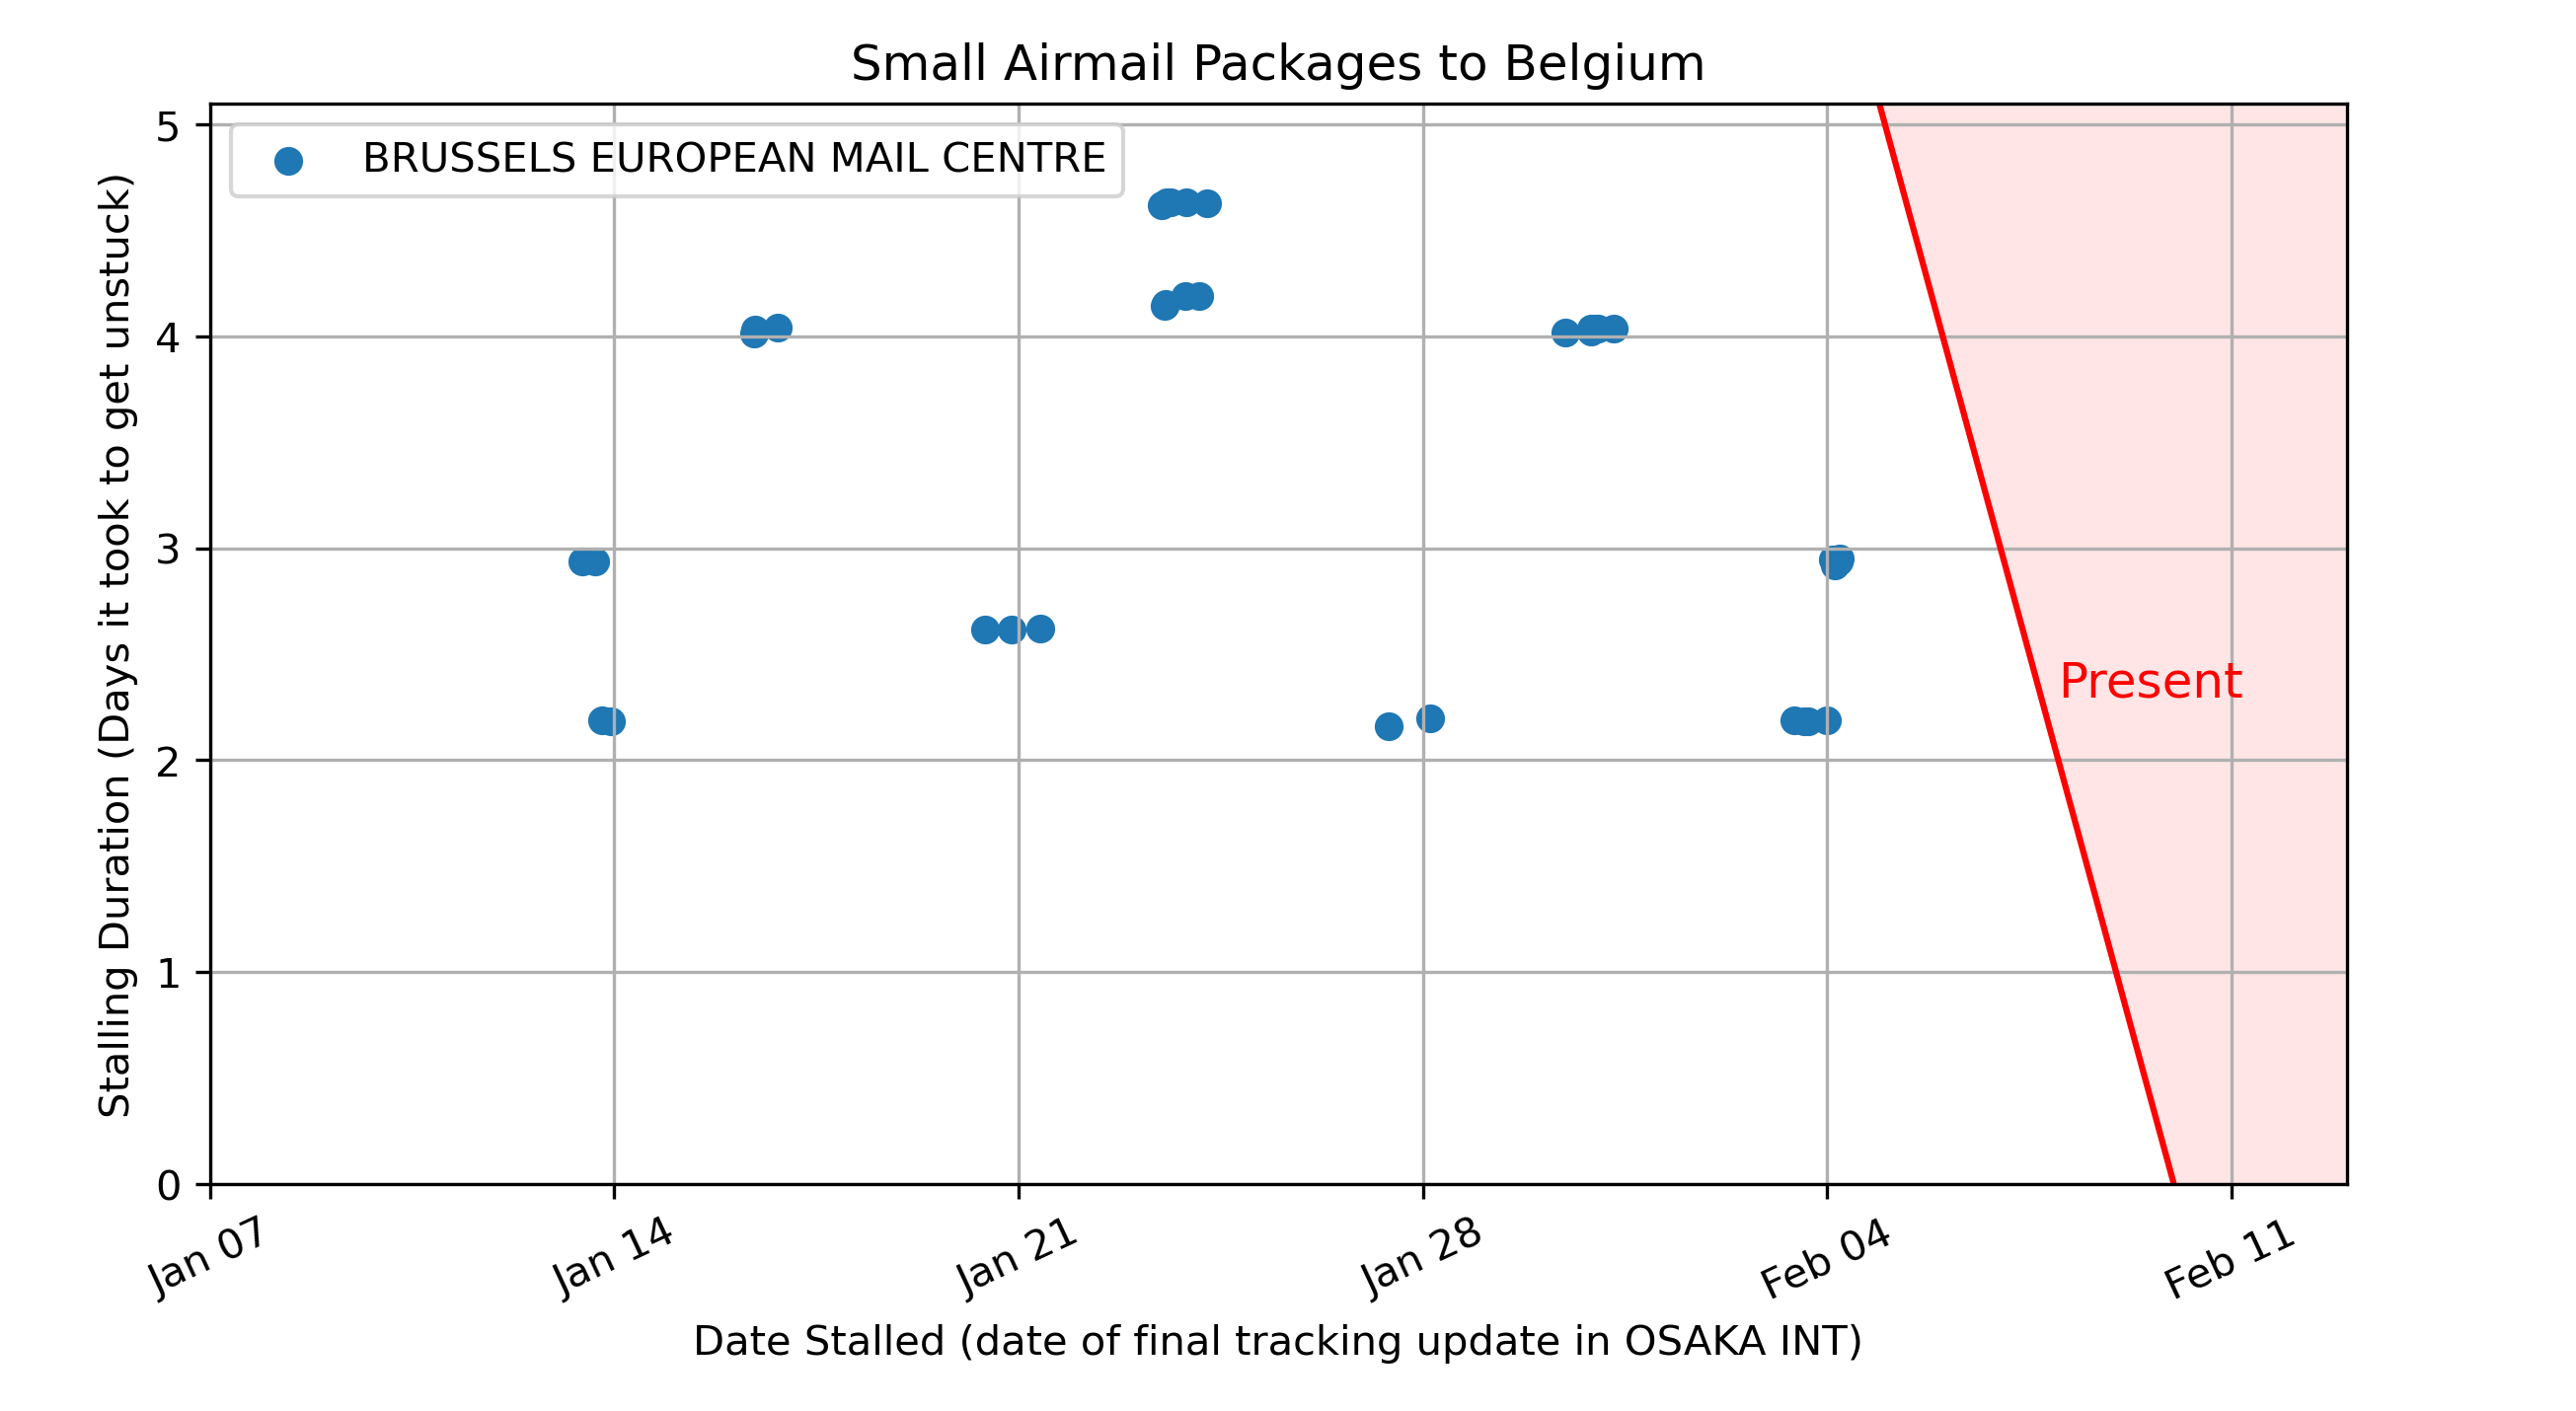 Small Airmail Packages to Belgium
BRUSSELS EUROPEAN MAIL CENTRE
Stalling Duration (Days it took to get unstuck)
5
4
3
2
1
0
Present
Jan 07
Jan 14
Jan 21
Jan 28
Feb 04
Feb 11
Date Stalled (date of final tracking update in OSAKA INT)